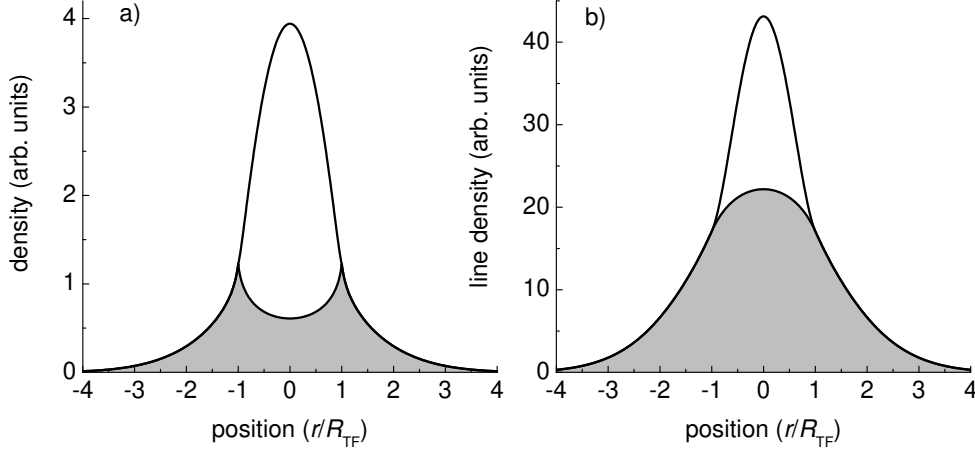 a)
density (arb. units)
4
3
2
1
0
-4 -3 -2 -1 0 1 2 3 4
position (r/R_TF)
b)
line density (arb. units)
40
30
20
10
0
-4 -3 -2 -1 0 1 2 3 4
position (r/R_TF)